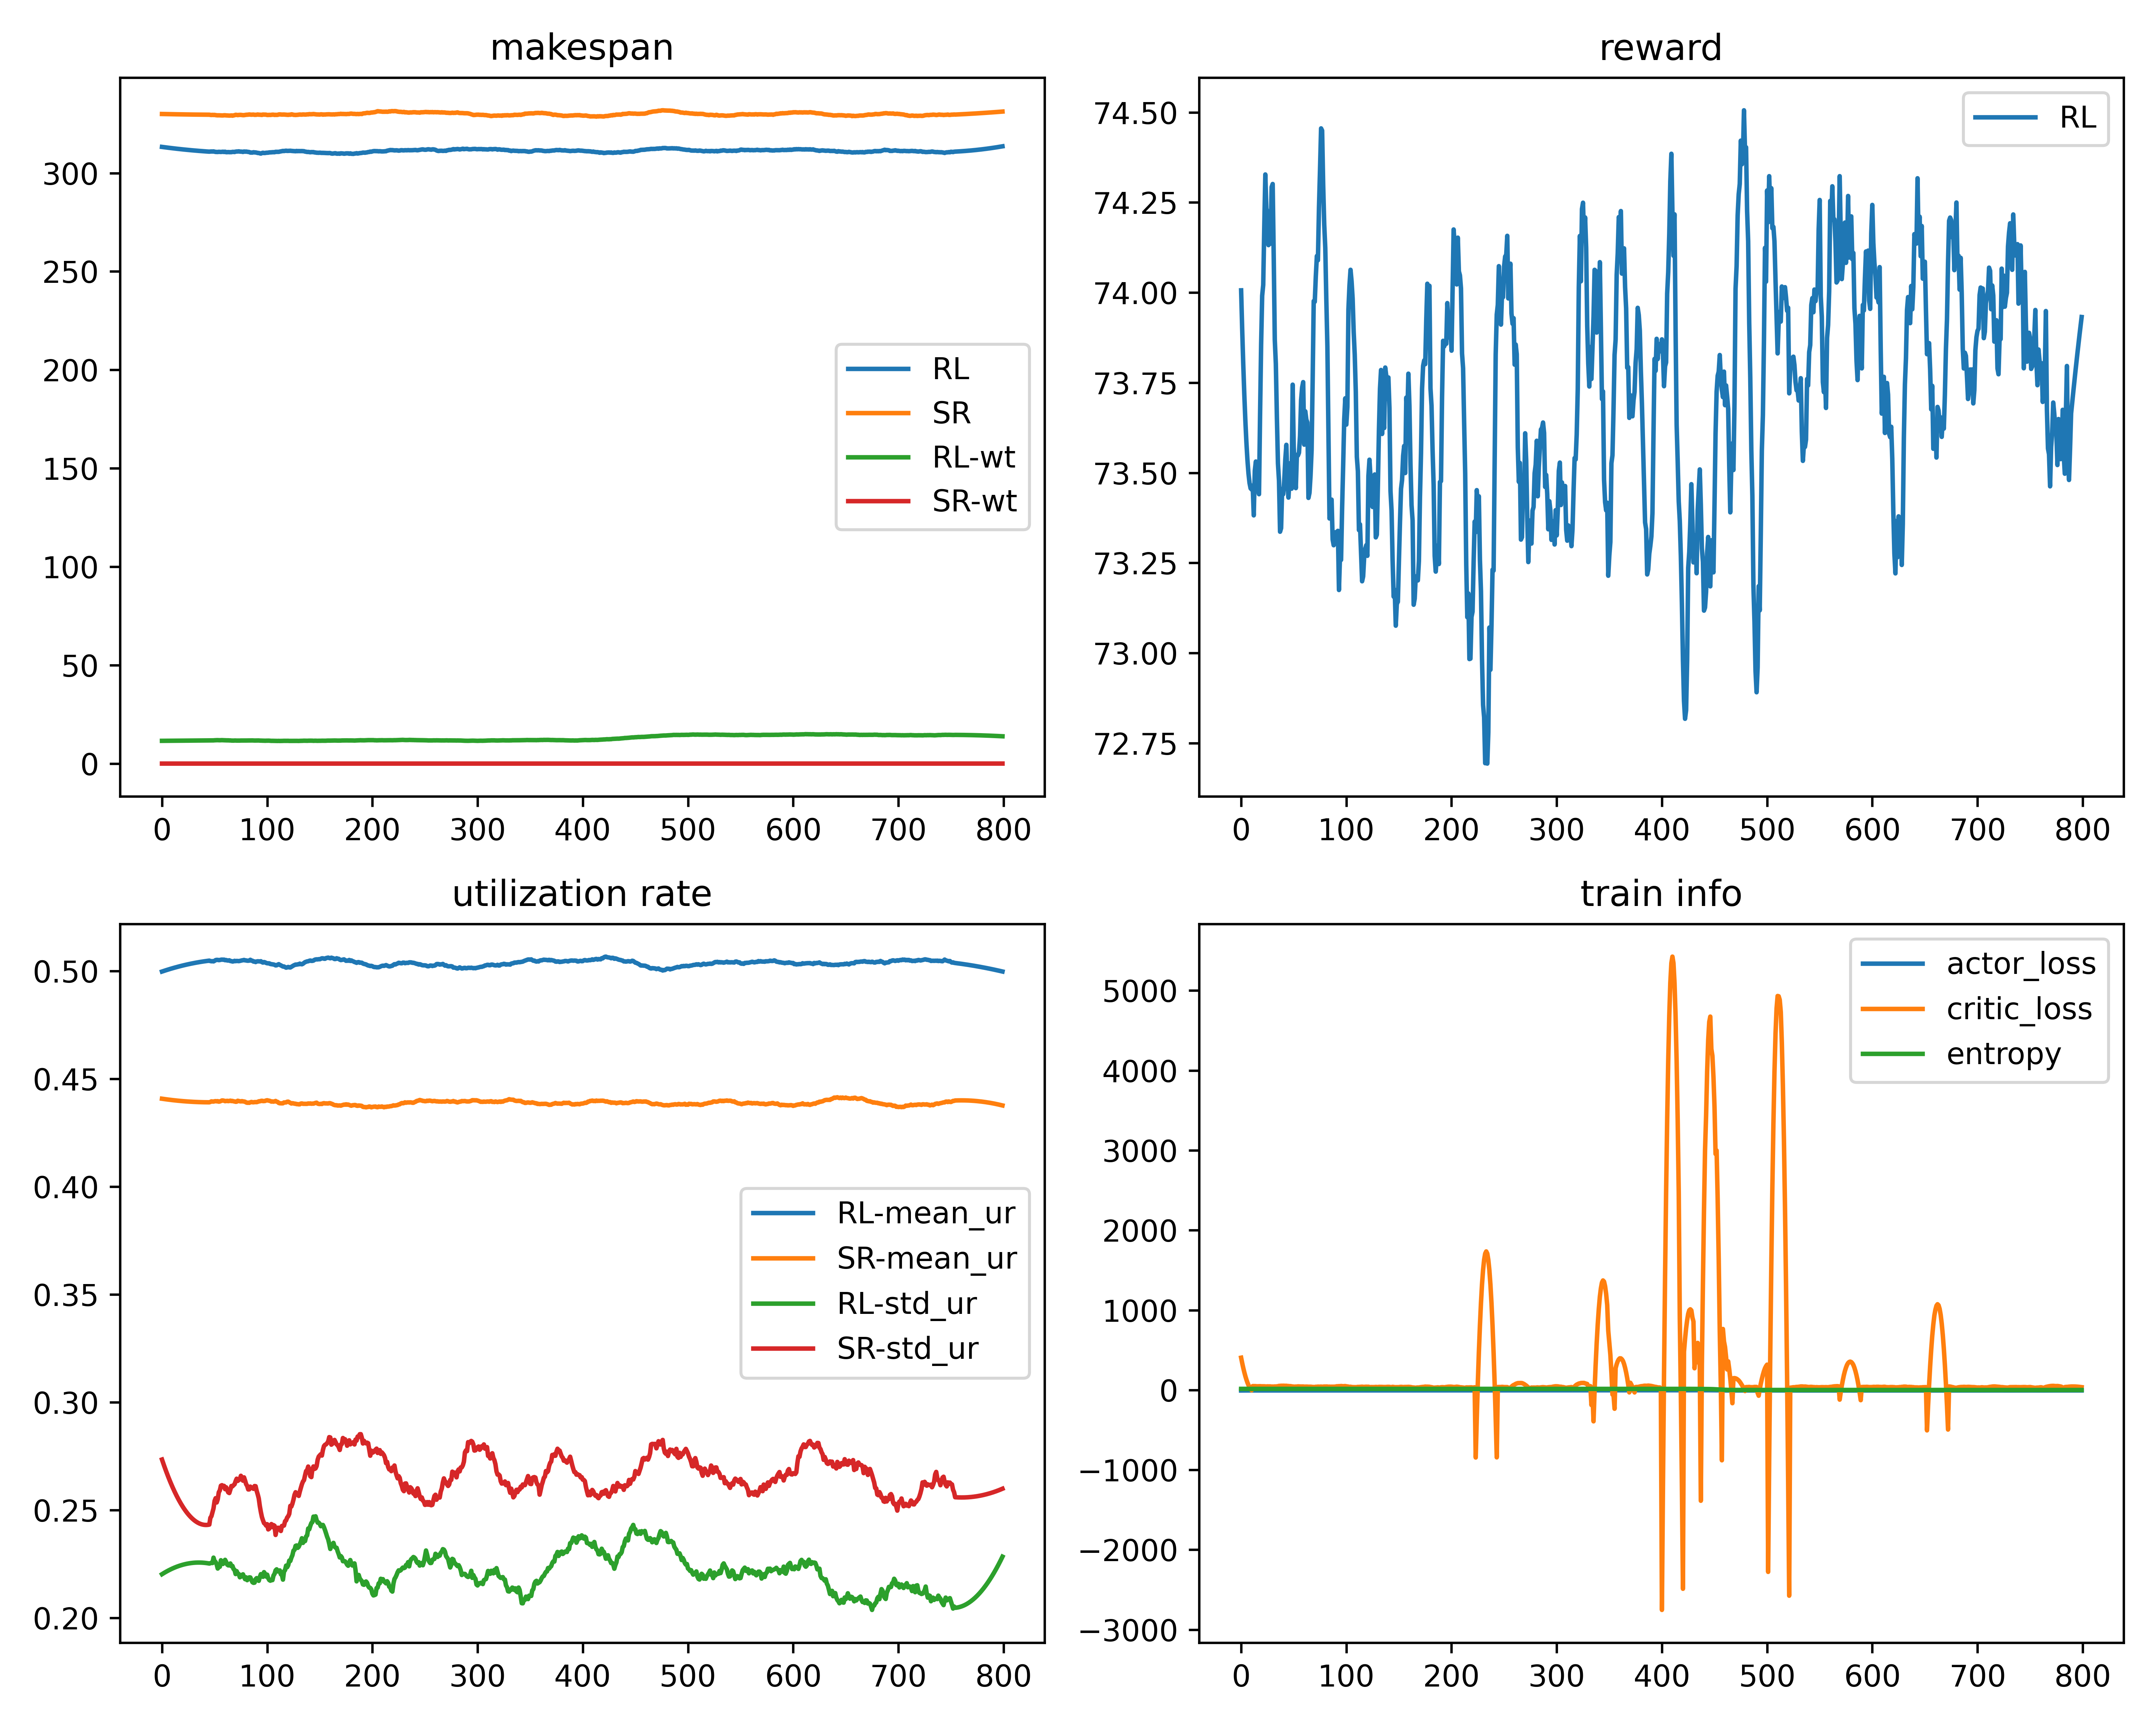 makespan
300
250
200
150
100
50
0
RL
SR
RL-wt
SR-wt
0 100 200 300 400 500 600 700 800
reward
74.50
74.25
74.00
73.75
73.50
73.25
73.00
72.75
RL
0 100 200 300 400 500 600 700 800
utilization rate
0.50
0.45
0.40
0.35
0.30
0.25
0.20
RL-mean_ur
SR-mean_ur
RL-std_ur
SR-std_ur
0 100 200 300 400 500 600 700 800
train info
5000
4000
3000
2000
1000
0
−1000
−2000
−3000
actor_loss
critic_loss
entropy
0 100 200 300 400 500 600 700 800